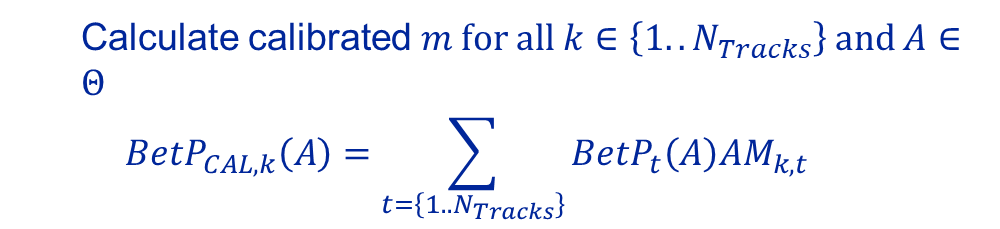 Calculate calibrated m for all k ∈ {1..N_Tracks} and A ∈
Θ
BetP_CAL,k(A) = ∑_{t={1..N_Tracks}} BetP_t(A)AM_k,t